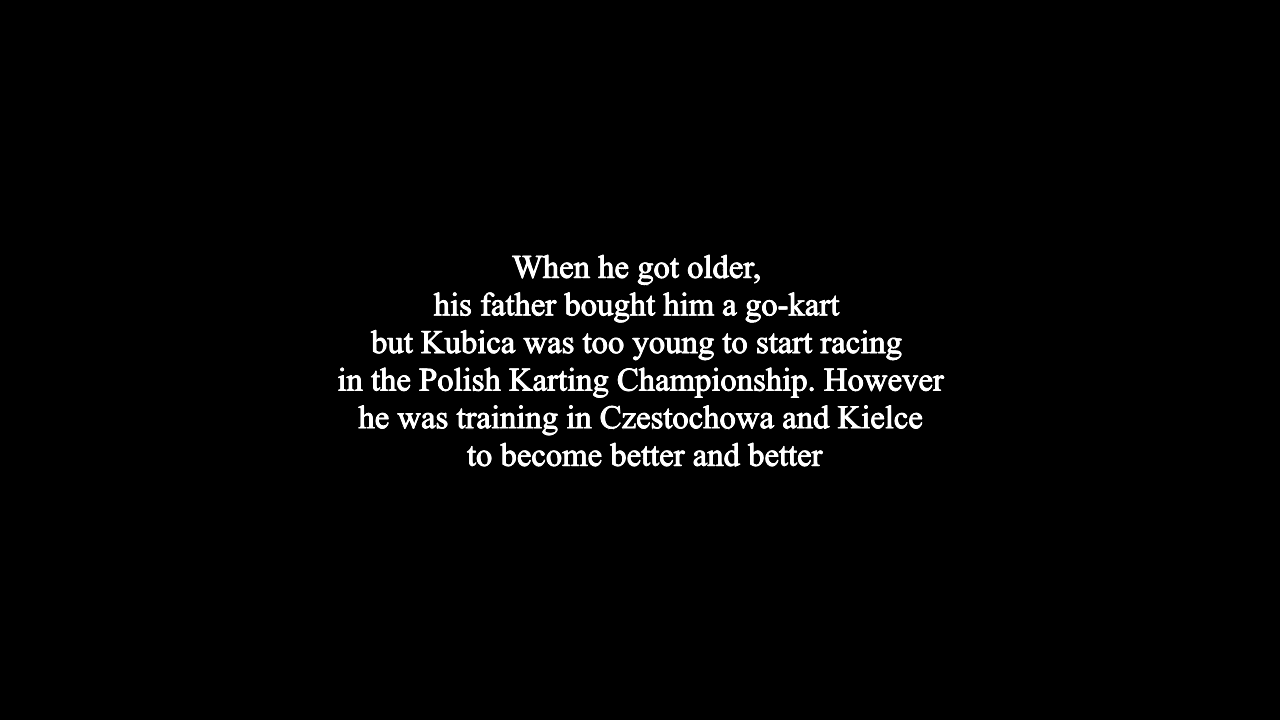 When he got older,
his father bought him a go-kart
but Kubica was too young to start racing
in the Polish Karting Championship. However
he was training in Czestochowa and Kielce
to become better and better